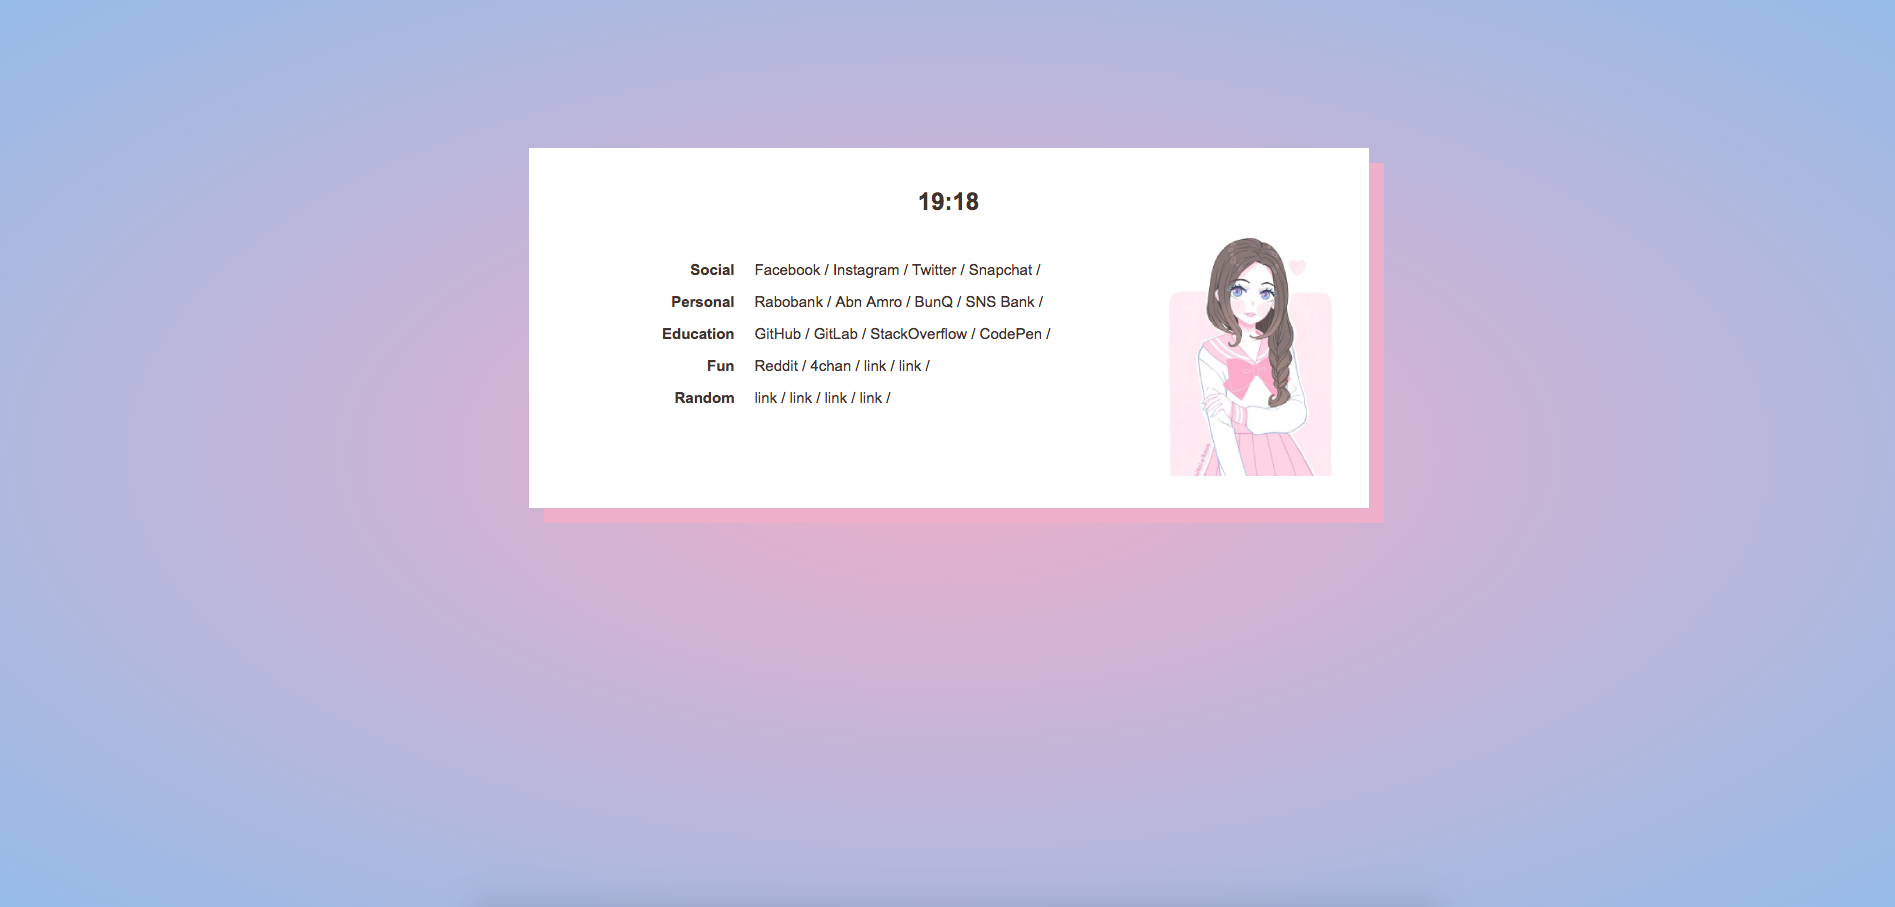 19:18
Social Facebook / Instagram / Twitter / Snapchat /
Personal Rabobank / Abn Amro / BunQ / SNS Bank /
Education GitHub / GitLab / StackOverflow / CodePen /
Fun Reddit / 4chan / link / link /
Random link / link / link / link /